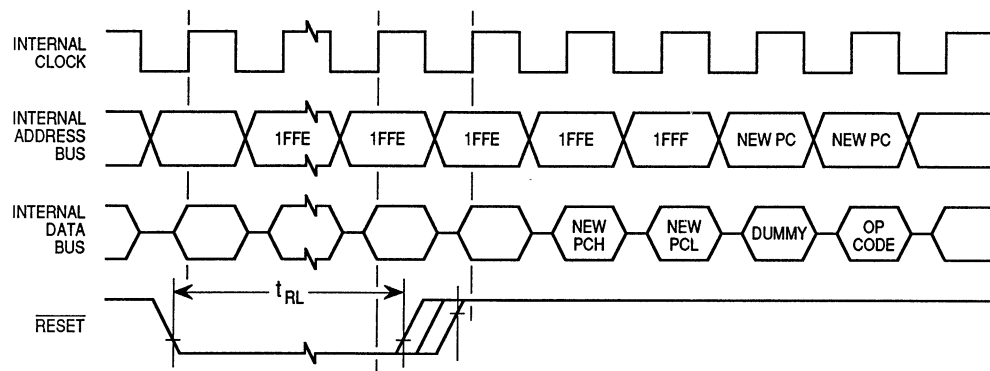 INTERNAL
CLOCK
INTERNAL
ADDRESS
BUS
1FFE
1FFE
1FFE
1FFE
1FFF
NEW PC
NEW PC
INTERNAL
DATA
BUS
NEW
PCH
NEW
PCL
DUMMY
OP
CODE
tRL
RESET